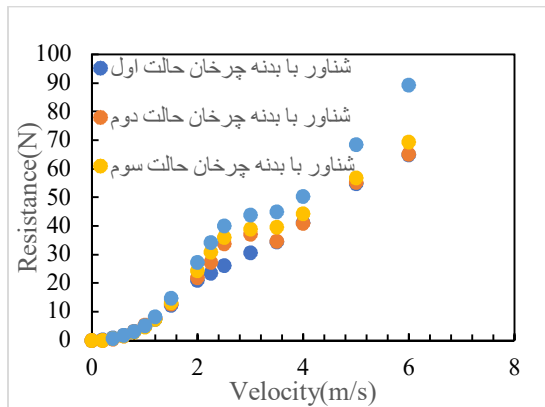 100
90
80
70
60
50
40
30
20
10
0
Resistance(N)
شناور با بدنه چرخان حالت اول
شناور با بدنه چرخان حالت دوم
شناور با بدنه چرخان حالت سوم
0 2 4 6 8
Velocity(m/s)